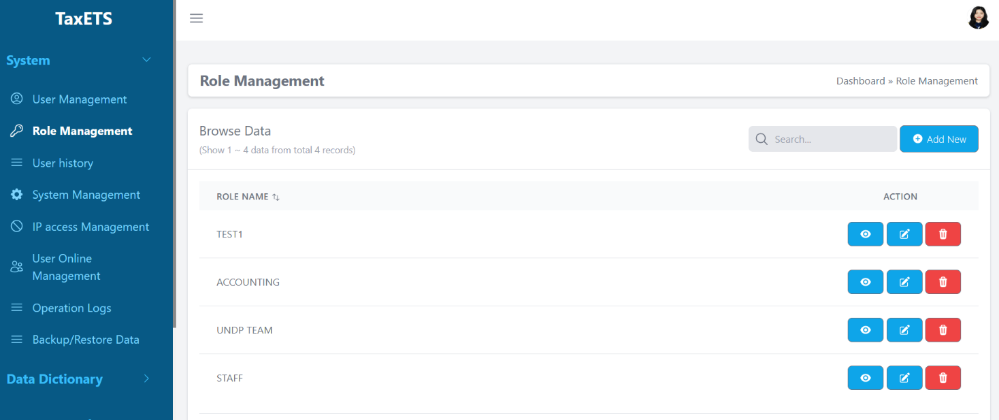 TaxETS
System
User Management
Role Management
User history
System Management
IP access Management
User Online
Management
Operation Logs
Backup/Restore Data
Data Dictionary
Role Management
Dashboard » Role Management
Browse Data
(Show 1 ~ 4 data from total 4 records)
Search...
Add New
ROLE NAME
ACTION
TEST1
ACCOUNTING
UNDP TEAM
STAFF